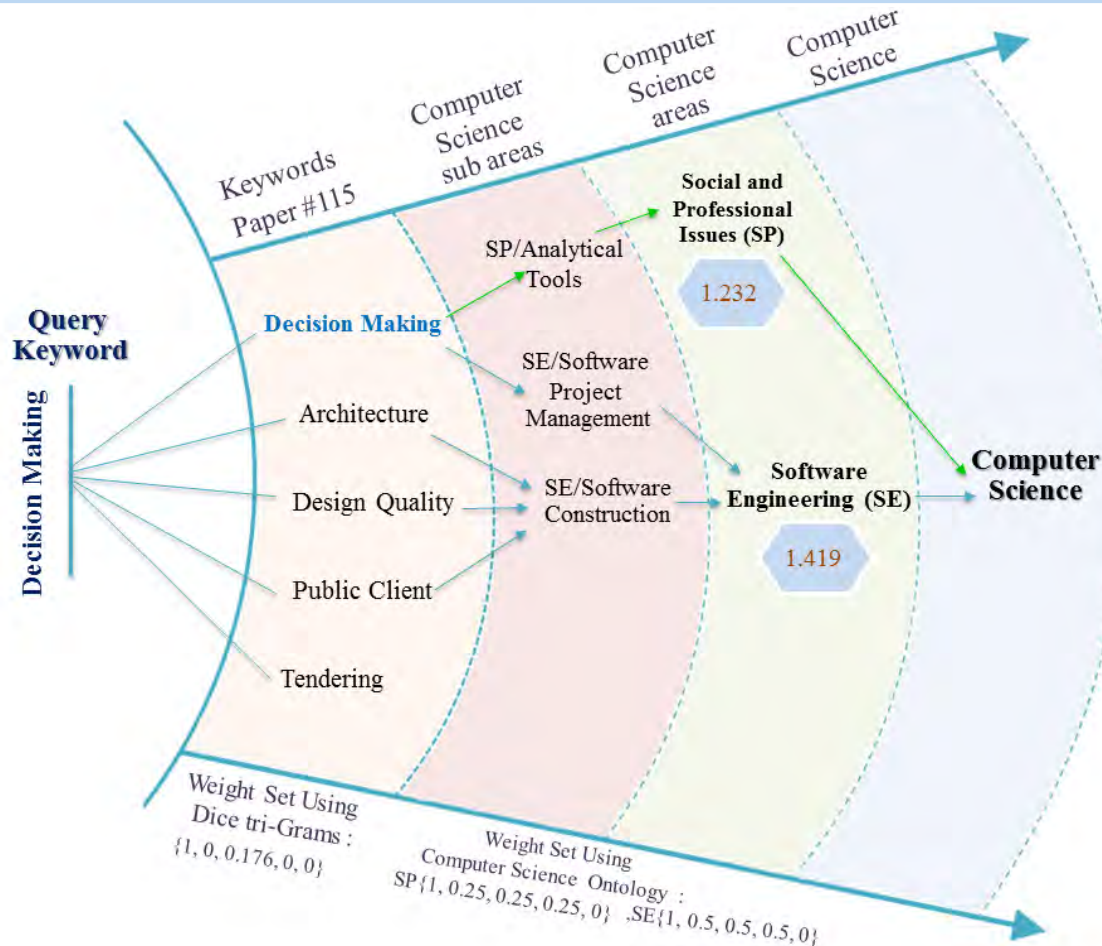 Keywords
Paper #115
Computer
Science
sub areas
Computer
Science
areas
Computer
Science
Query
Keyword
Decision Making
Decision Making
Architecture
Design Quality
Public Client
Tendering
SP/Analytical
Tools
SE/Software
Project
Management
SE/Software
Construction
Social and
Professional
Issues (SP)
1.232
Software
Engineering (SE)
1.419
Computer
Science
Weight Set Using
Dice tri-Grams :
{1, 0, 0.176, 0, 0}
Weight Set Using
Computer Science Ontology :
SP{1, 0.25, 0.25, 0.25, 0} ,SE{1, 0.5, 0.5, 0.5, 0}